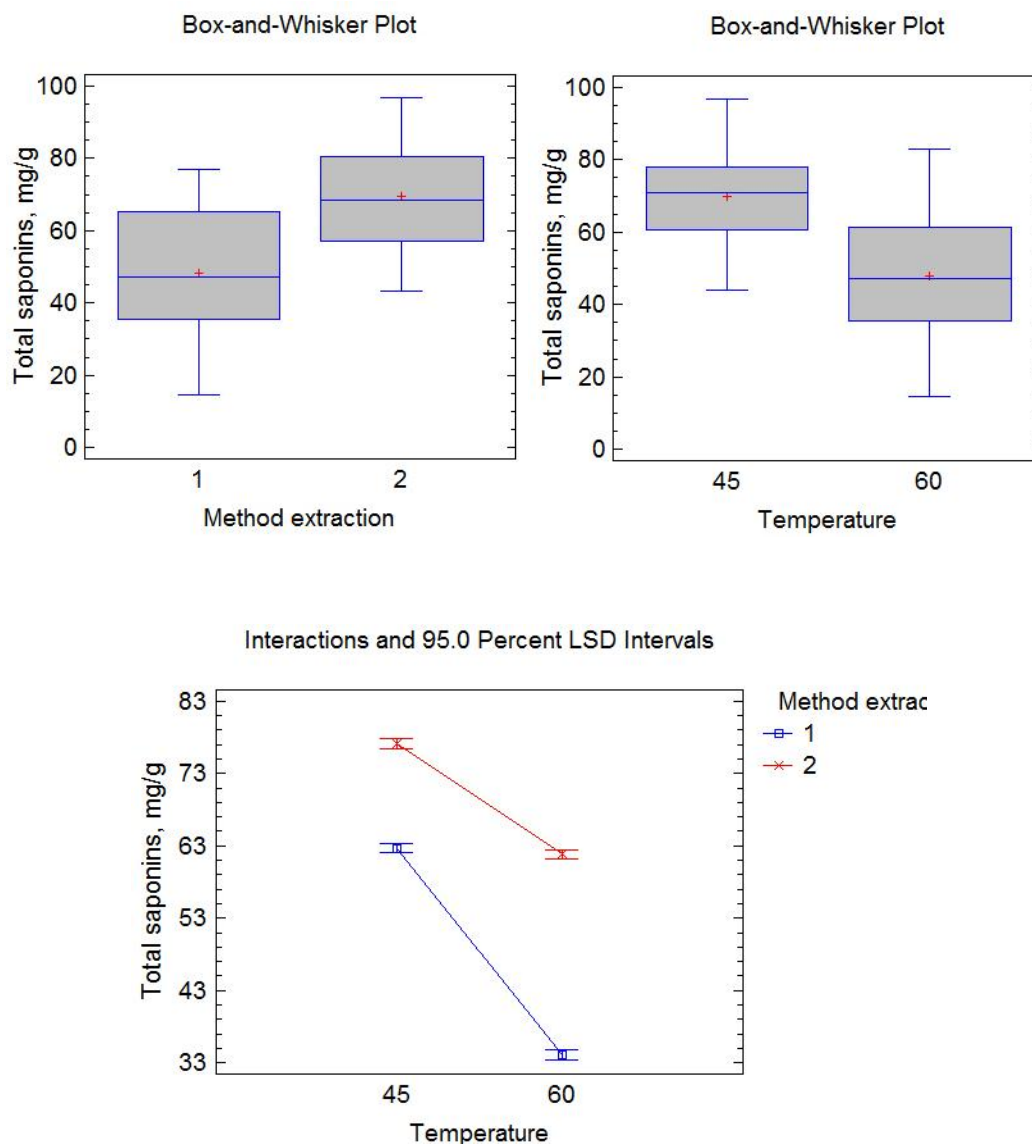 Box-and-Whisker Plot
Total saponins, mg/g
100
80
60
40
20
0
1 2
Method extraction
Box-and-Whisker Plot
Total saponins, mg/g
100
80
60
40
20
0
45 60
Temperature
Interactions and 95.0 Percent LSD Intervals
Total saponins, mg/g
83
73
63
53
43
33
45 60
Temperature
Method extrac
1
2